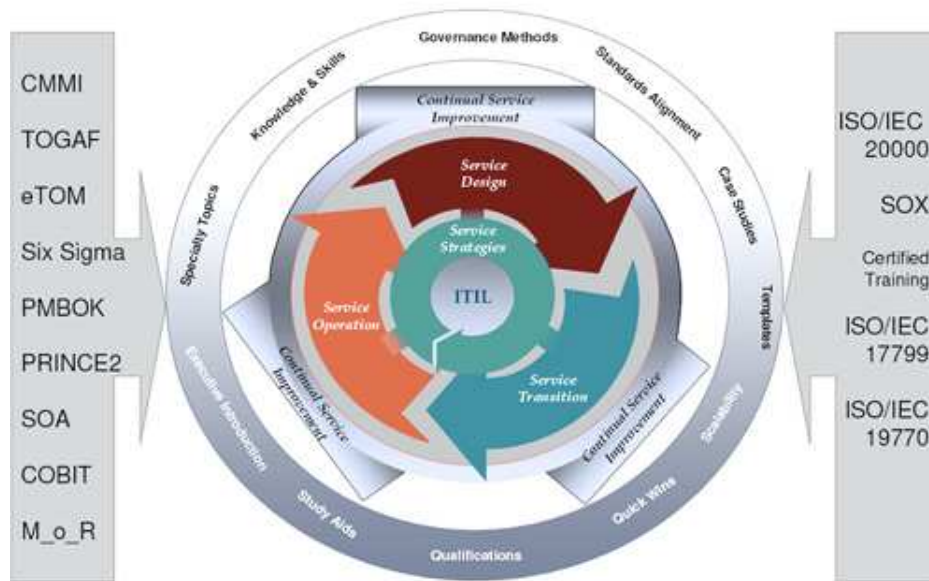 CMMI
TOGAF
eTOM
Six Sigma
PMBOK
PRINCE2
SOA
COBIT
M_o_R
Governance Methods
Knowledge & Skills
Standards Alignment
Specialty Topics
Case Studies
Templates
Executive Introduction
Scalability
Study Aids
Quick Wins
Qualifications
Continual Service
Improvement
Service
Design
Service
Strategies
ITIL
Service
Operation
Service
Transition
Continual Service
Improvement
Continual Service
Improvement
ISO/IEC
20000
SOX
Certified
Training
ISO/IEC
17799
ISO/IEC
19770